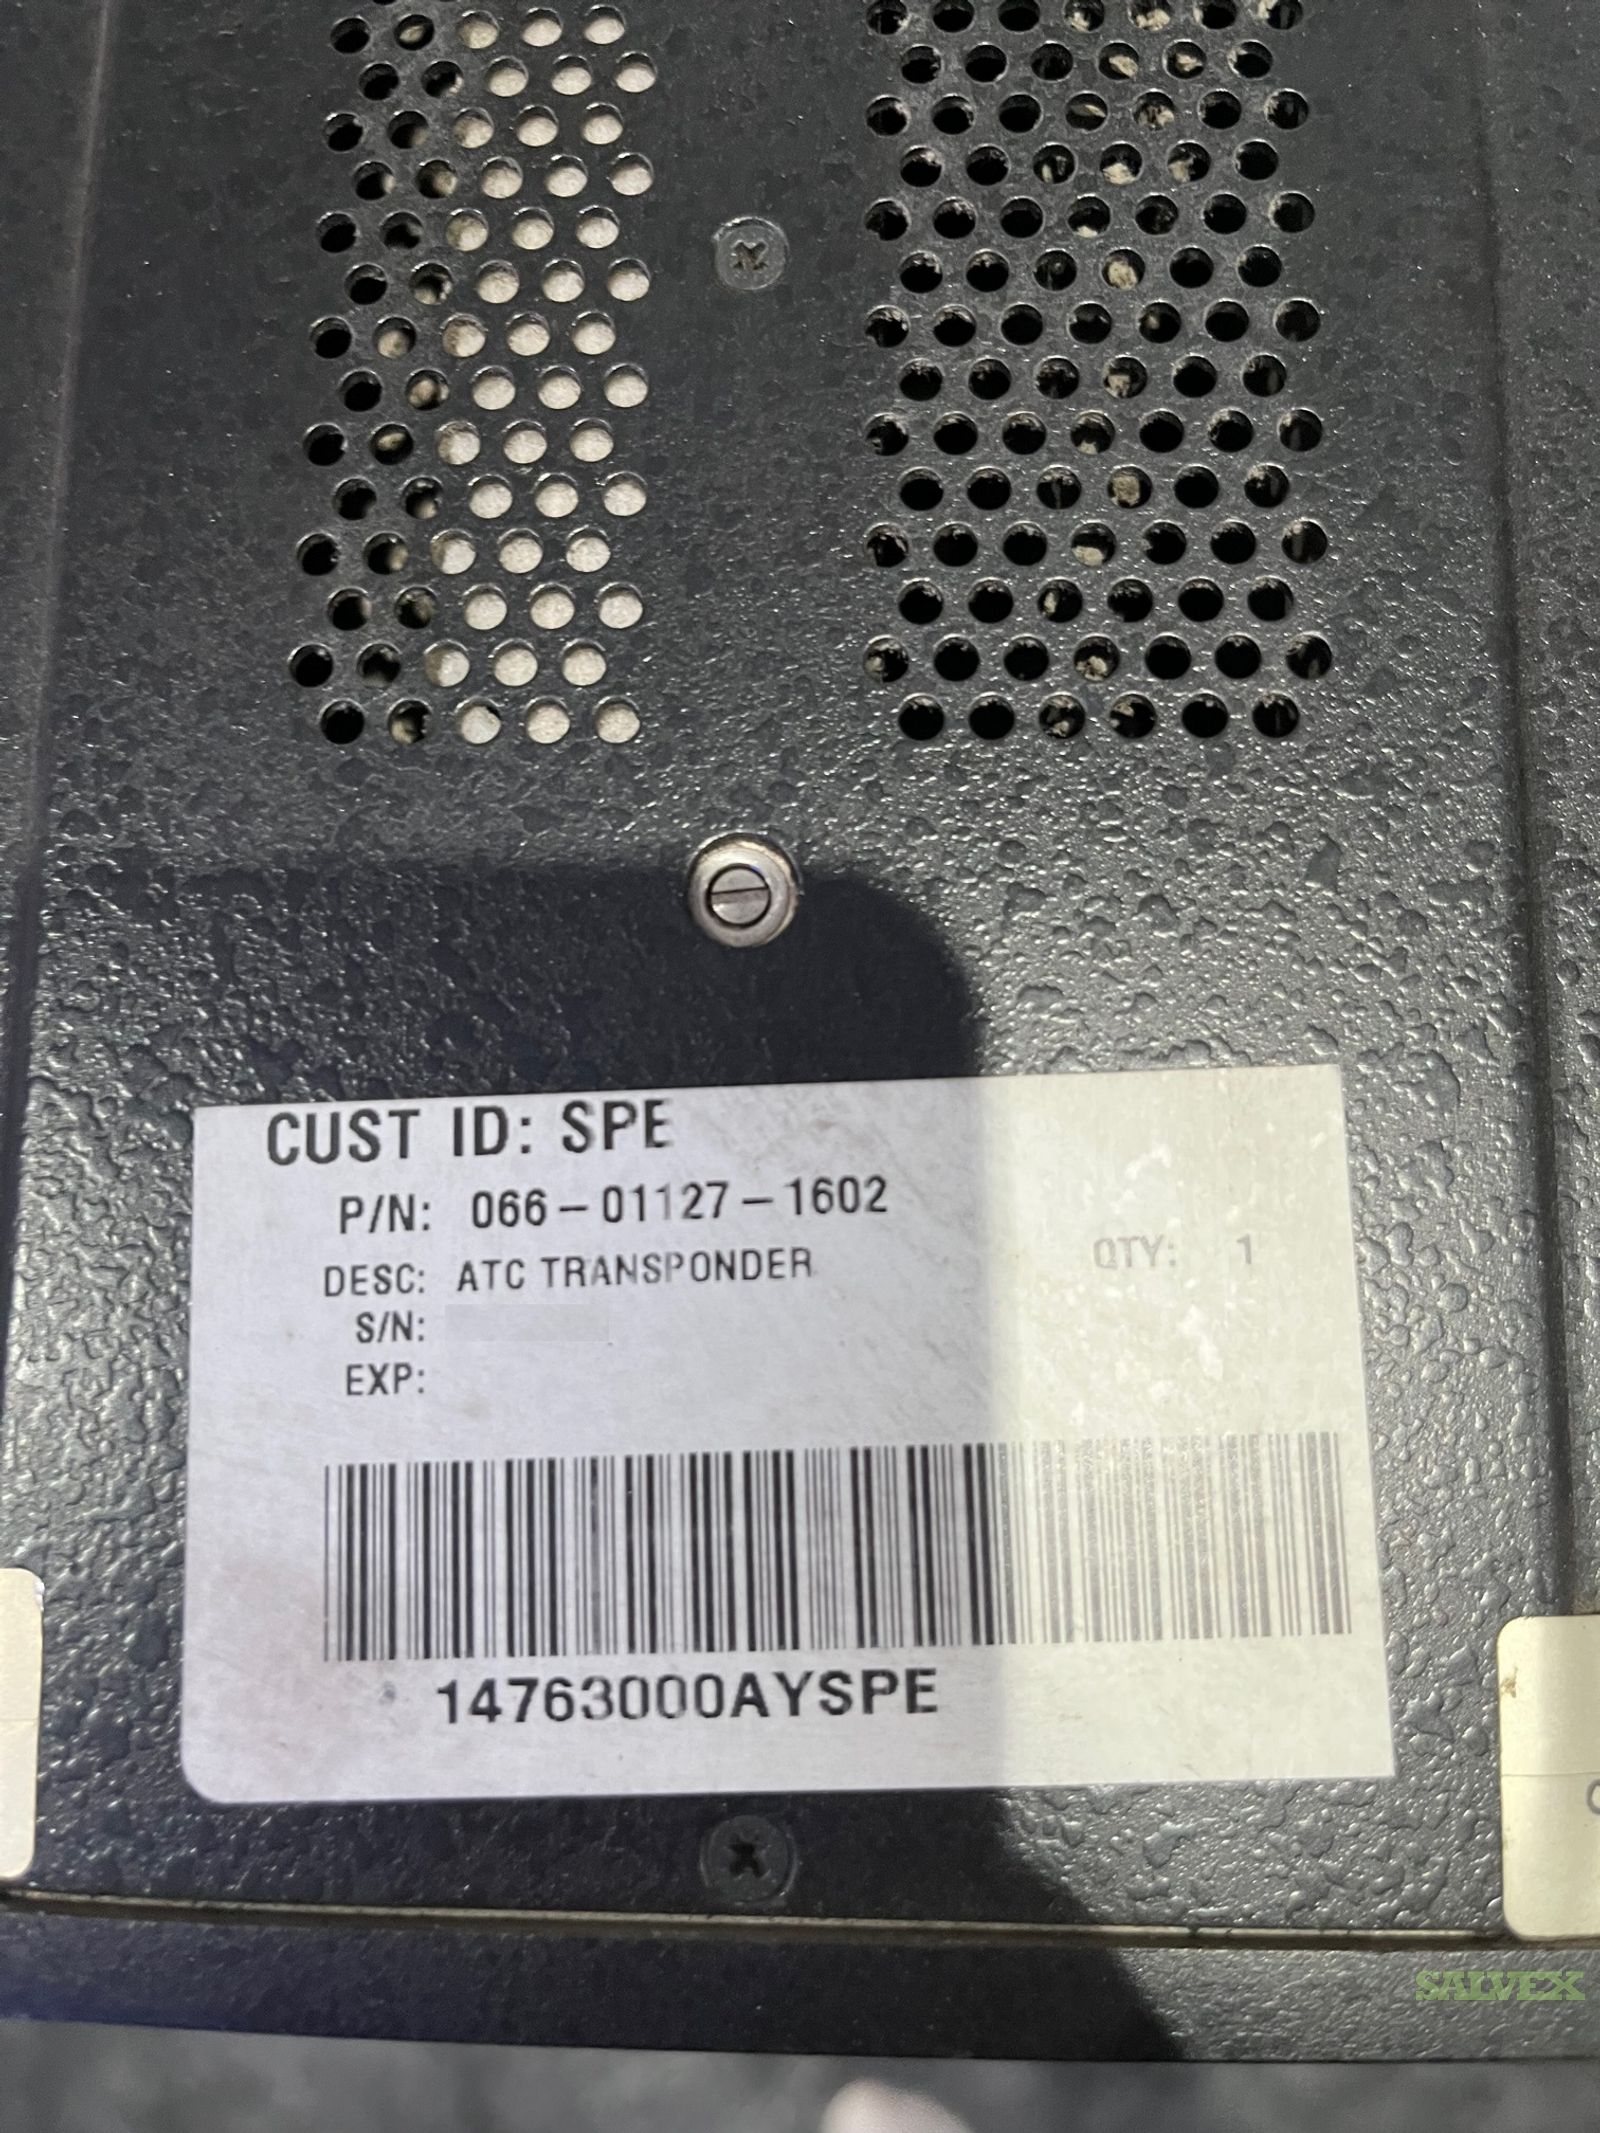 CUST ID: SPE
P/N: 066-01127-1602
DESC: ATC TRANSPONDER
QTY: 1
S/N:
EXP:
14763000AYSPE
SALVEX